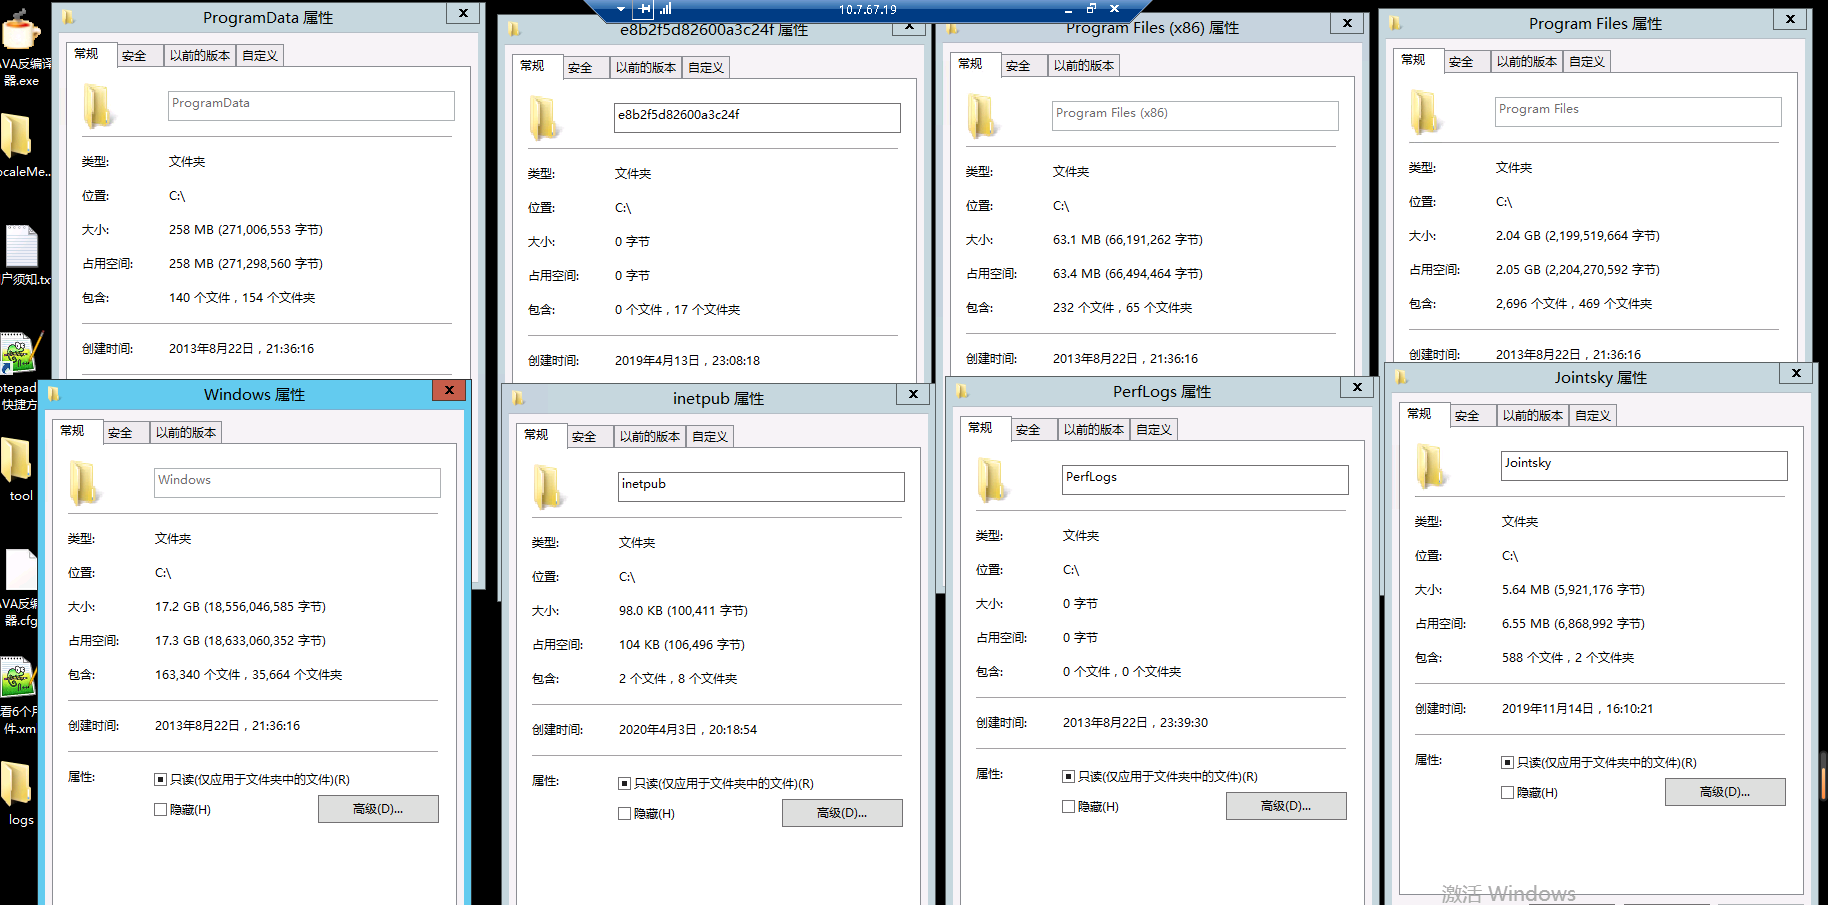 10.7.67.19
AVA反编译
器.exe
ocaleMe...
户须知.tx
otepad
快捷方
tool
AVA反编
器.cfg
看6个月
件.xm
logs
ProgramData 属性
常规
安全
以前的版本
自定义
ProgramData
类型:
文件夹
位置:
C:\
大小:
258 MB (271,006,553 字节)
占用空间:
258 MB (271,298,560 字节)
包含:
140 个文件，154 个文件夹
创建时间:
2013年8月22日，21:36:16
e8b2f5d82600a3c24f 属性
常规
安全
以前的版本
自定义
e8b2f5d82600a3c24f
类型:
文件夹
位置:
C:\
大小:
0 字节
占用空间:
0 字节
包含:
0 个文件，17 个文件夹
创建时间:
2019年4月13日，23:08:18
Program Files (x86) 属性
常规
安全
以前的版本
Program Files (x86)
类型:
文件夹
位置:
C:\
大小:
63.1 MB (66,191,262 字节)
占用空间:
63.4 MB (66,494,464 字节)
包含:
232 个文件，65 个文件夹
创建时间:
2013年8月22日，21:36:16
Program Files 属性
常规
安全
以前的版本
自定义
Program Files
类型:
文件夹
位置:
C:\
大小:
2.04 GB (2,199,519,664 字节)
占用空间:
2.05 GB (2,204,270,592 字节)
包含:
2,696 个文件，469 个文件夹
创建时间:
2013年8月22日，21:36:16
Windows 属性
常规
安全
以前的版本
Windows
类型:
文件夹
位置:
C:\
大小:
17.2 GB (18,556,046,585 字节)
占用空间:
17.3 GB (18,633,060,352 字节)
包含:
163,340 个文件，35,664 个文件夹
创建时间:
2013年8月22日，21:36:16
属性:
只读(仅应用于文件夹中的文件)(R)
隐藏(H)
高级(D)...
inetpub 属性
常规
安全
以前的版本
自定义
inetpub
类型:
文件夹
位置:
C:\
大小:
98.0 KB (100,411 字节)
占用空间:
104 KB (106,496 字节)
包含:
2 个文件，8 个文件夹
创建时间:
2020年4月3日，20:18:54
属性:
只读(仅应用于文件夹中的文件)(R)
隐藏(H)
高级(D)...
PerfLogs 属性
常规
安全
以前的版本
自定义
PerfLogs
类型:
文件夹
位置:
C:\
大小:
0 字节
占用空间:
0 字节
包含:
0 个文件，0 个文件夹
创建时间:
2013年8月22日，23:39:30
属性:
只读(仅应用于文件夹中的文件)(R)
隐藏(H)
高级(D)...
Jointsky 属性
常规
安全
以前的版本
自定义
Jointsky
类型:
文件夹
位置:
C:\
大小:
5.64 MB (5,921,176 字节)
占用空间:
6.55 MB (6,868,992 字节)
包含:
588 个文件，2 个文件夹
创建时间:
2019年11月14日，16:10:21
属性:
只读(仅应用于文件夹中的文件)(R)
隐藏(H)
高级(D)...
激活 Windows